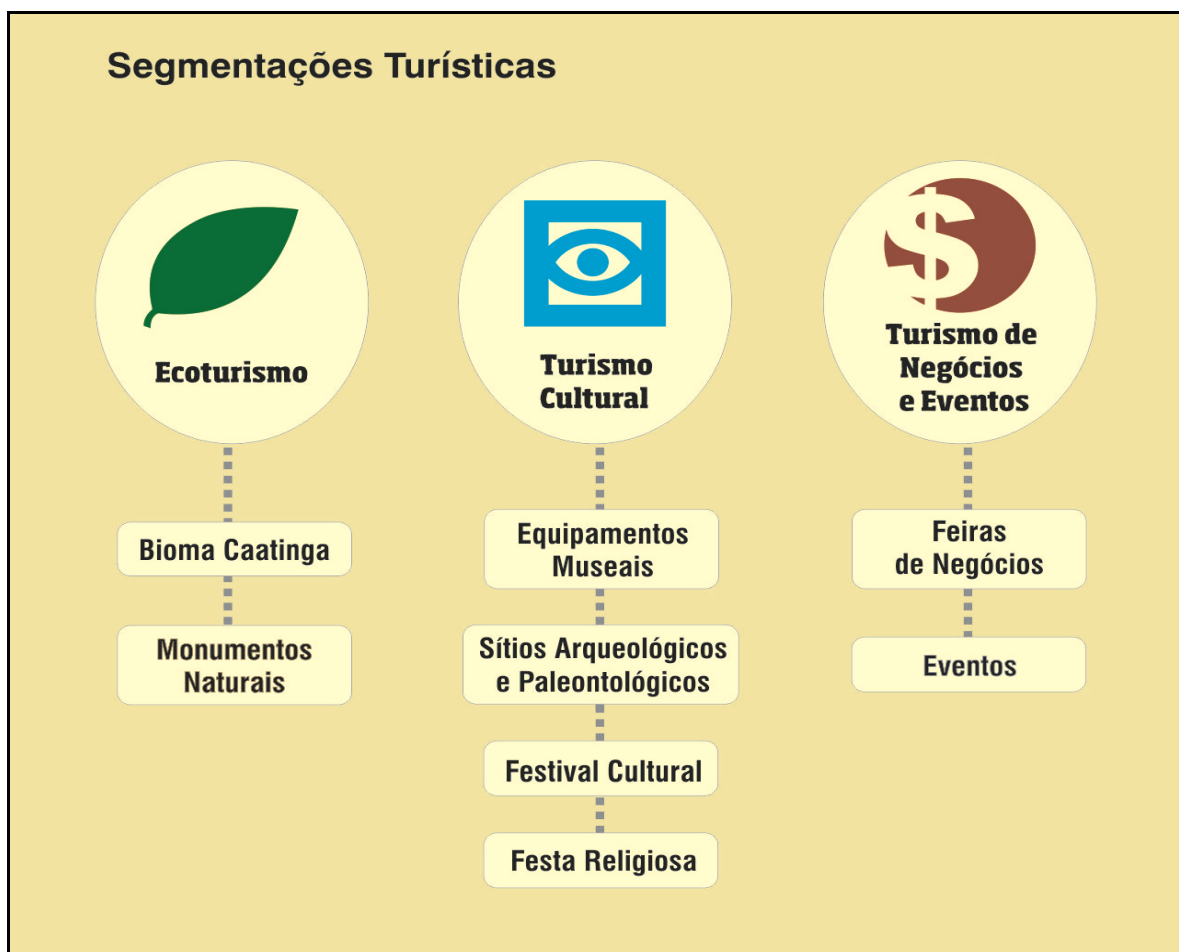 Segmentações Turísticas
Ecoturismo
Bioma Caatinga
Monumentos
Naturais
Turismo
Cultural
Equipamentos
Museais
Sítios Arqueológicos
e Paleontológicos
Festival Cultural
Festa Religiosa
$
Turismo de
Negócios
e Eventos
Feiras
de Negócios
Eventos